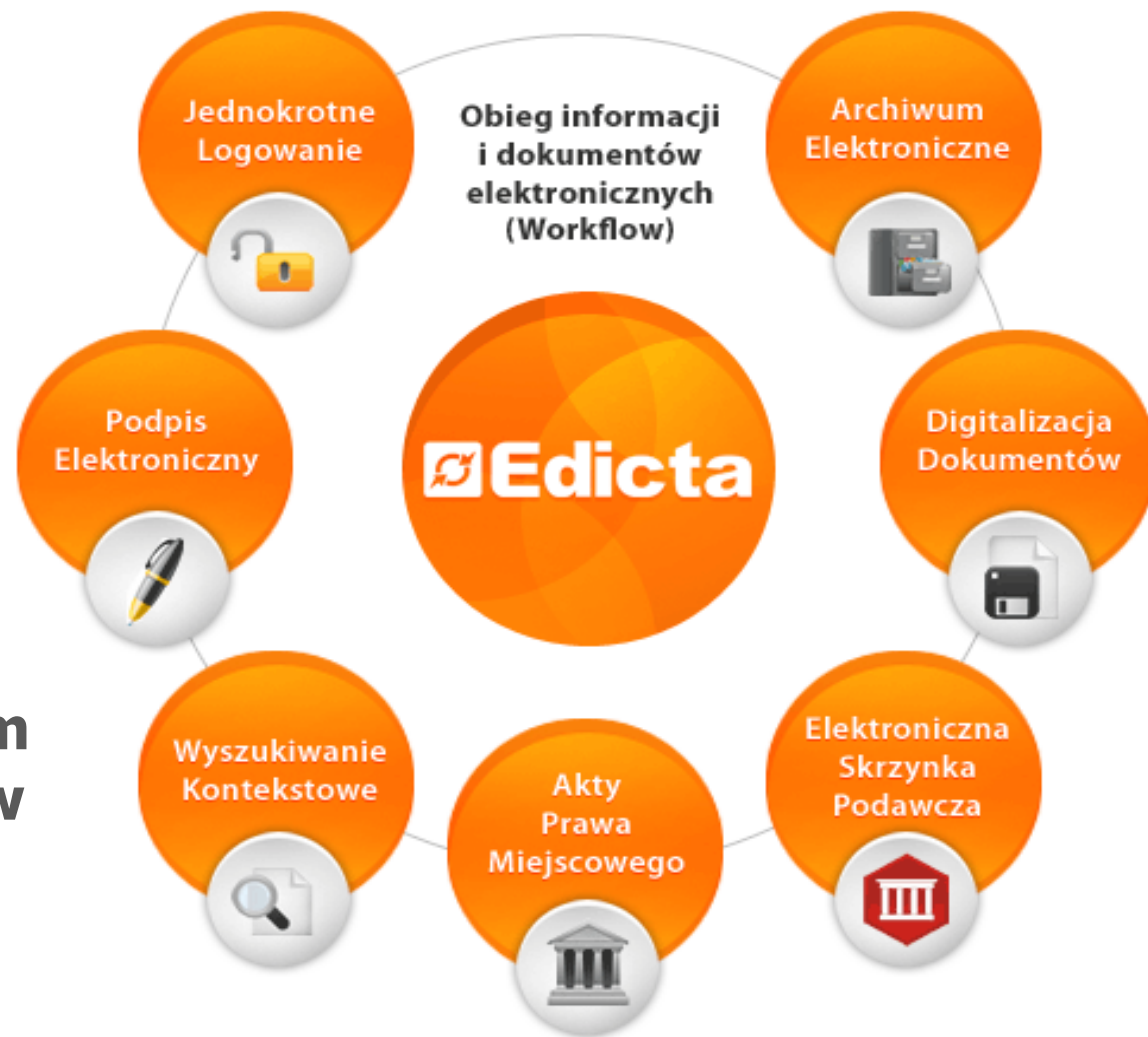 Jednokrotne
Logowanie
Obieg informacji
i dokumentów
elektronicznych
(Workflow)
Archiwum
Elektroniczne
Podpis
Elektroniczny
Edicta
Digitalizacja
Dokumentów
Wyszukiwanie
Kontekstowe
Akty
Prawa
Miejscowego
Elektroniczna
Skrzynka
Podawcza